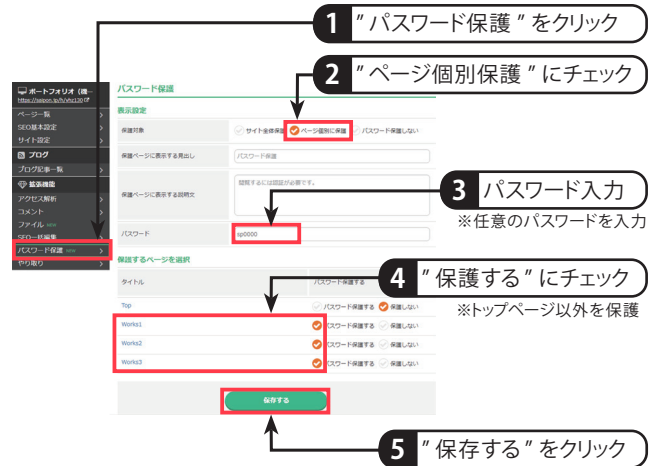 1 ” パスワード保護 ” をクリック
2 ” ページ個別保護 ” にチェック
ポートフォリオ (機…
https://saipon.jp/h/vhz130
ページ一覧
SEO基本設定
サイト設定
ブログ
ブログ記事一覧
拡張機能
アクセス解析
コメント
ファイル NEW
SEO一括編集
パスワード保護 NEW
やり取り
パスワード保護
表示設定
保護対象
サイト全体保護
ページ個別に保護
パスワード保護しない
保護ページに表示する見出し
パスワード保護
保護ページに表示する説明文
閲覧するには認証が必要です。
パスワード
sp0000
3 パスワード入力
※任意のパスワードを入力
保護するページを選択
タイトル
パスワード保護する
4 ” 保護する ” にチェック
※トップページ以外を保護
Top
パスワード保護する 保護しない
Works1
パスワード保護する 保護しない
Works2
パスワード保護する 保護しない
Works3
パスワード保護する 保護しない
保存する
5 ” 保存する ” をクリック